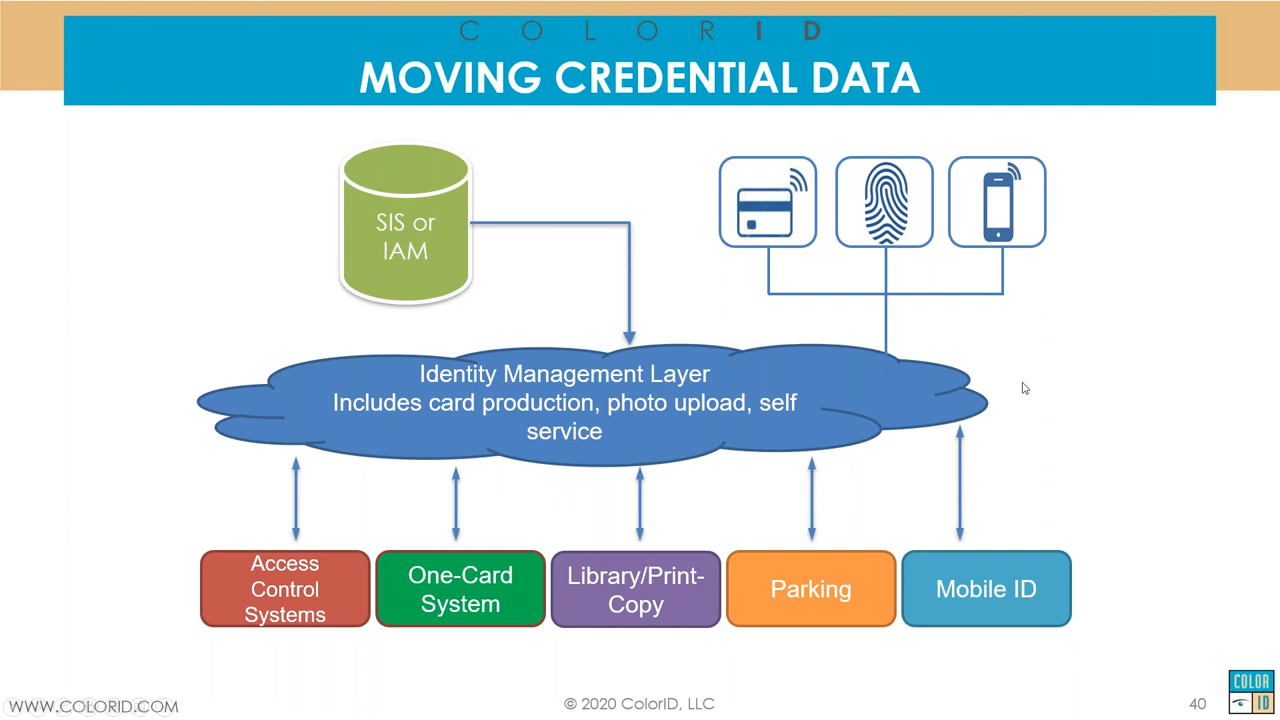 COLORID
MOVING CREDENTIAL DATA
SIS or
IAM
Identity Management Layer
Includes card production, photo upload, self
service
Access
Control
Systems
One-Card
System
Library/Print-
Copy
Parking
Mobile ID
WWW.COLORID.COM
© 2020 ColorID, LLC
40
COLOR
ID